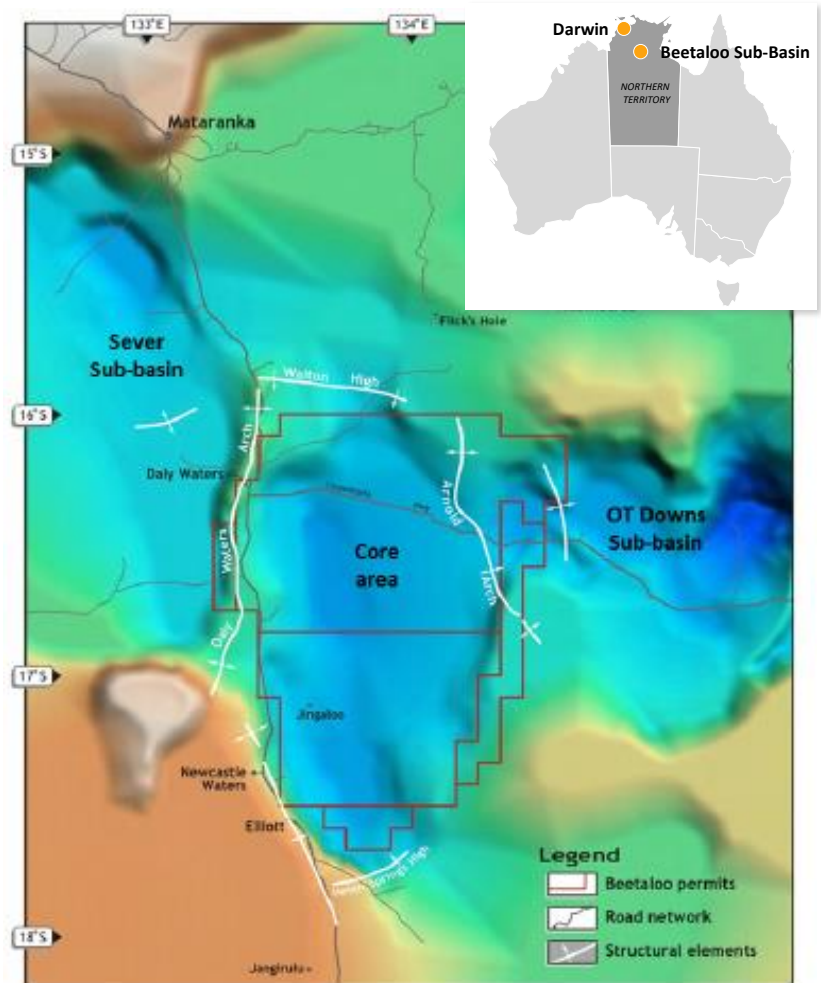 133°E
134°E
Darwin
Beetaloo Sub-Basin
NORTHERN
TERRITORY
Mataranka
15°S
Flick's Hole
Sever
Sub-basin
Walton High
16°S
Arch
Daly Waters
Arnold
OT Downs
Sub-basin
Core
area
Waters
Arch
Daly
17°S
Jingaloo
Newcastle
Waters
Elliott
Springs High
Legend
Beetaloo permits
Road network
Structural elements
18°S
Jangirulu